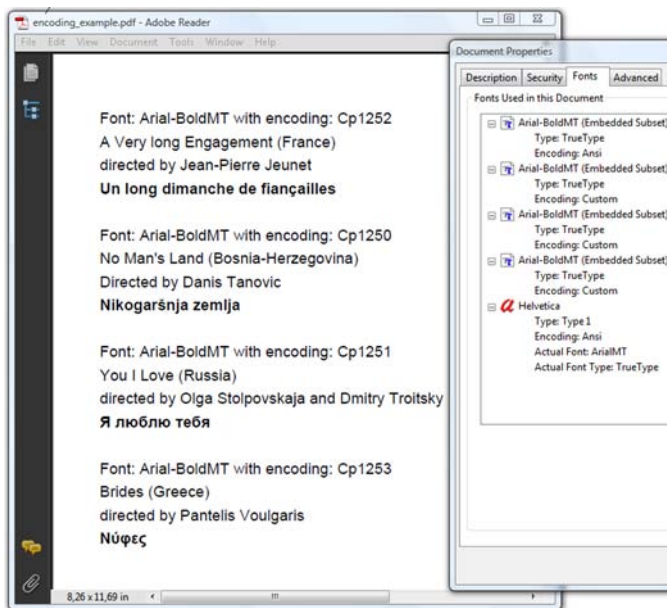 encoding_example.pdf - Adobe Reader
File Edit View Document Tools Window Help
Font: Arial-BoldMT with encoding: Cp1252
A Very long Engagement (France)
directed by Jean-Pierre Jeunet
Un long dimanche de fiançailles
Font: Arial-BoldMT with encoding: Cp1250
No Man's Land (Bosnia-Herzegovina)
Directed by Danis Tanovic
Nikogaršnja zemlja
Font: Arial-BoldMT with encoding: Cp1251
You I Love (Russia)
directed by Olga Stolpovskaja and Dmitry Troitsky
Я люблю тебя
Font: Arial-BoldMT with encoding: Cp1253
Brides (Greece)
directed by Pantelis Voulgaris
Νύφες
8,26 x 11,69 in
Document Properties
Description Security Fonts Advanced
Fonts Used in this Document
Arial-BoldMT (Embedded Subset)
Type: TrueType
Encoding: Ansi
Arial-BoldMT (Embedded Subset)
Type: TrueType
Encoding: Custom
Arial-BoldMT (Embedded Subset)
Type: TrueType
Encoding: Custom
Arial-BoldMT (Embedded Subset)
Type: TrueType
Encoding: Custom
Helvetica
Type: Type 1
Encoding: Ansi
Actual Font: ArialMT
Actual Font Type: TrueType